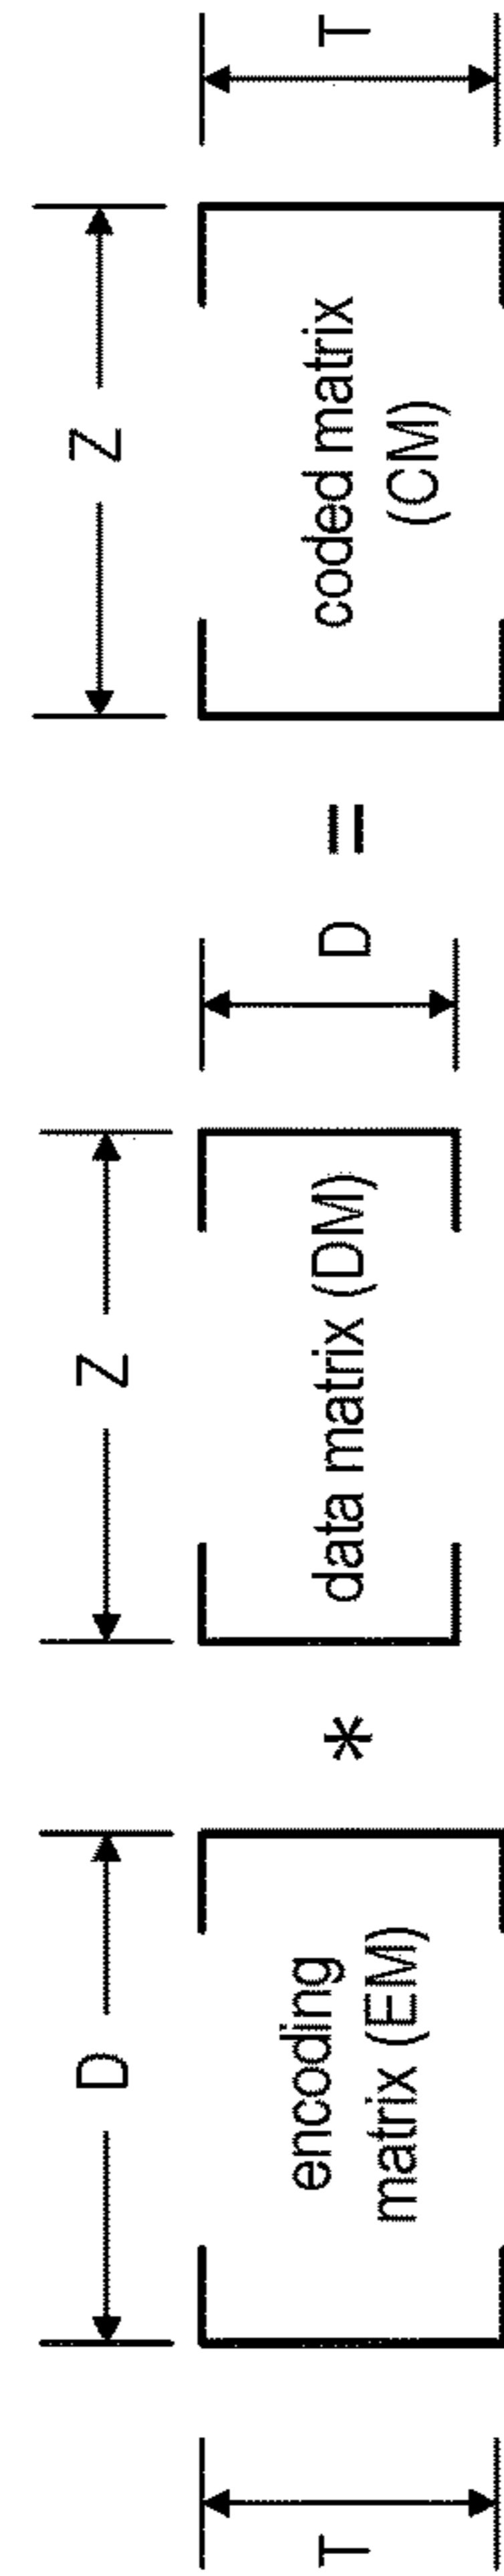 D
Z
Z
T
encoding
matrix (EM)
*
data matrix (DM)
D
=
coded matrix
(CM)
T